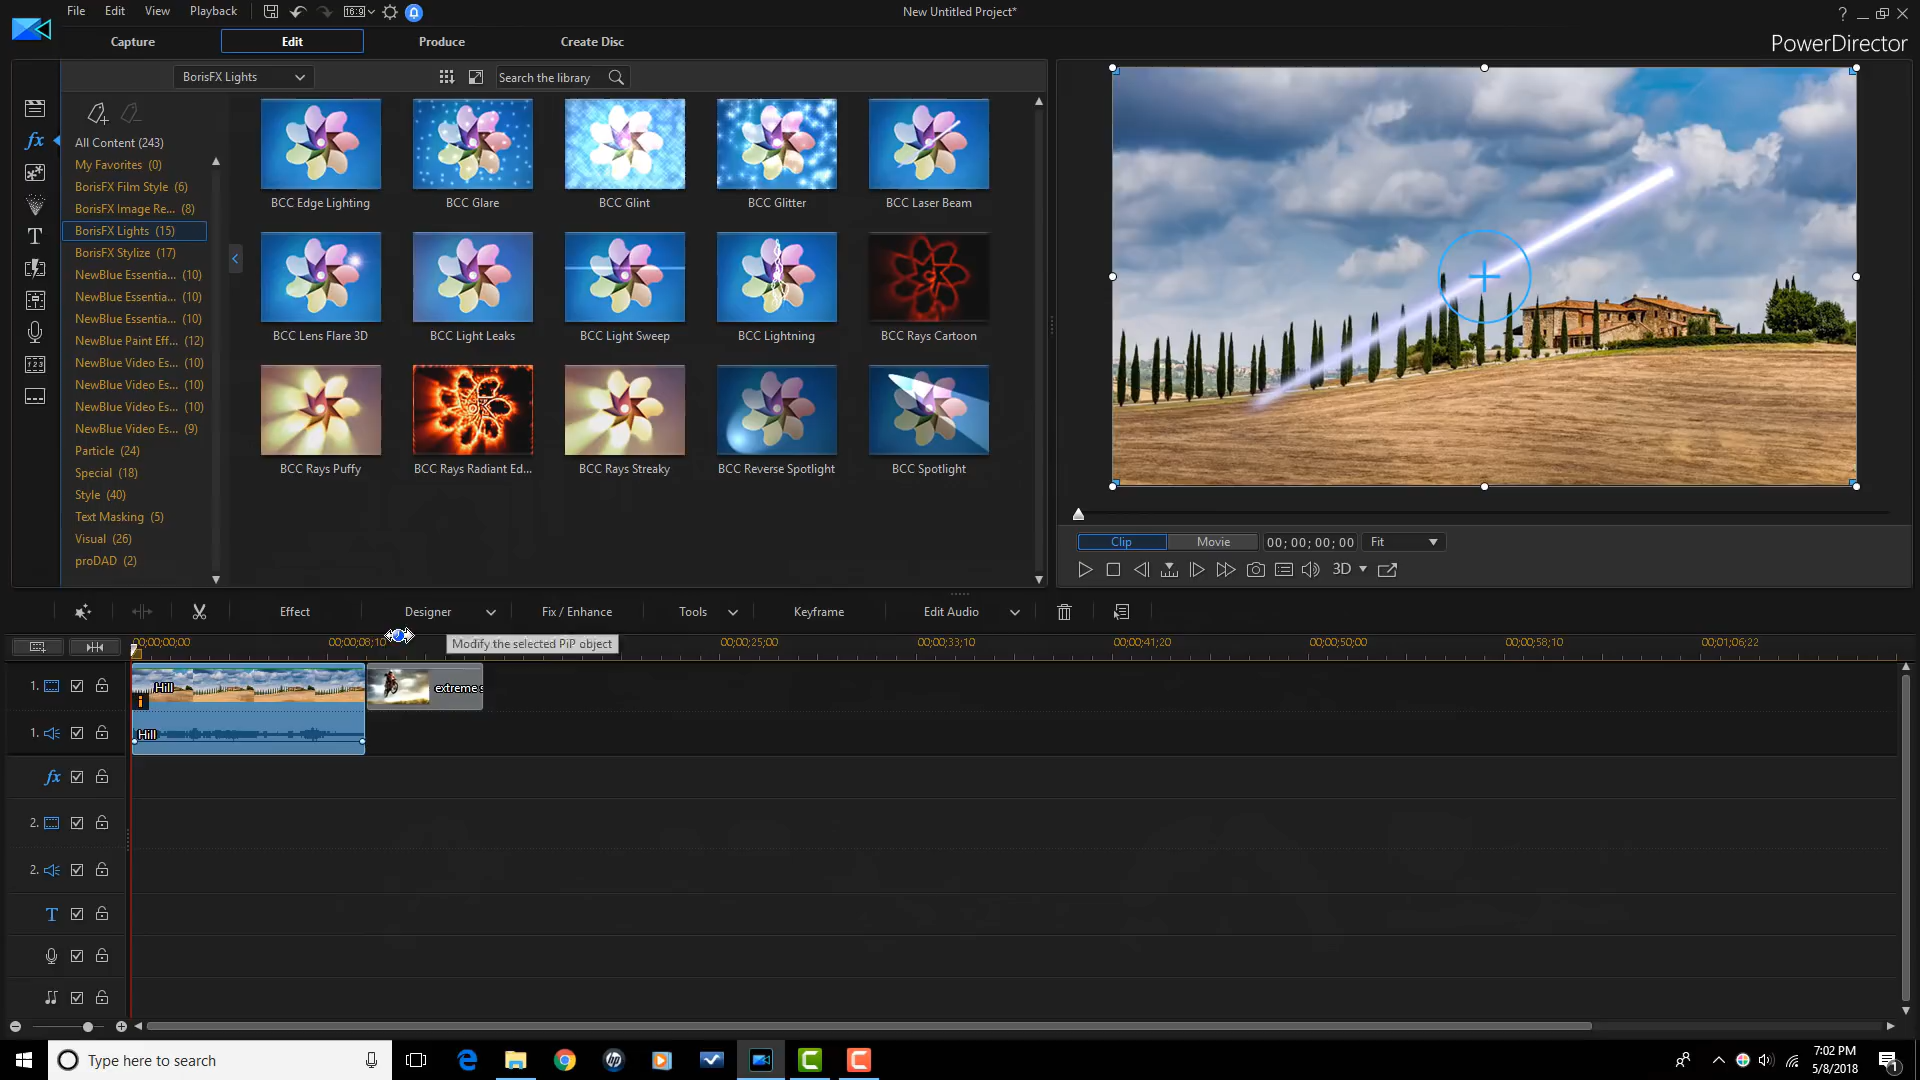 File Edit View Playback 16:9 New Untitled Project* ?
Capture Edit Produce Create Disc PowerDirector
BorisFX Lights Search the library
All Content (243)
My Favorites (0)
BorisFX Film Style (6)
BorisFX Image Re... (8)
BorisFX Lights (15)
BorisFX Stylize (17)
NewBlue Essentia... (10)
NewBlue Essentia... (10)
NewBlue Essentia... (10)
NewBlue Paint Eff... (12)
NewBlue Video Es... (10)
NewBlue Video Es... (10)
NewBlue Video Es... (10)
NewBlue Video Es... (9)
Particle (24)
Special (18)
Style (40)
Text Masking (5)
Visual (26)
proDAD (2)
BCC Edge Lighting BCC Glare BCC Glint BCC Glitter BCC Laser Beam
BCC Lens Flare 3D BCC Light Leaks BCC Light Sweep BCC Lightning BCC Rays Cartoon
BCC Rays Puffy BCC Rays Radiant Ed... BCC Rays Streaky BCC Reverse Spotlight BCC Spotlight
Clip Movie 00; 00; 00; 00 Fit
3D
Effect Designer Fix / Enhance Tools Keyframe Edit Audio
00;00;00;00 00;00;08;10 00;00;25;00 00;00;33;10 00;00;41;20 00;00;50;00 00;00;58;10 00;01;06;22
Modify the selected PiP object
1. Hill extreme s
1. Hill
fx
2.
2.
T
Type here to search
7:02 PM
5/8/2018
1